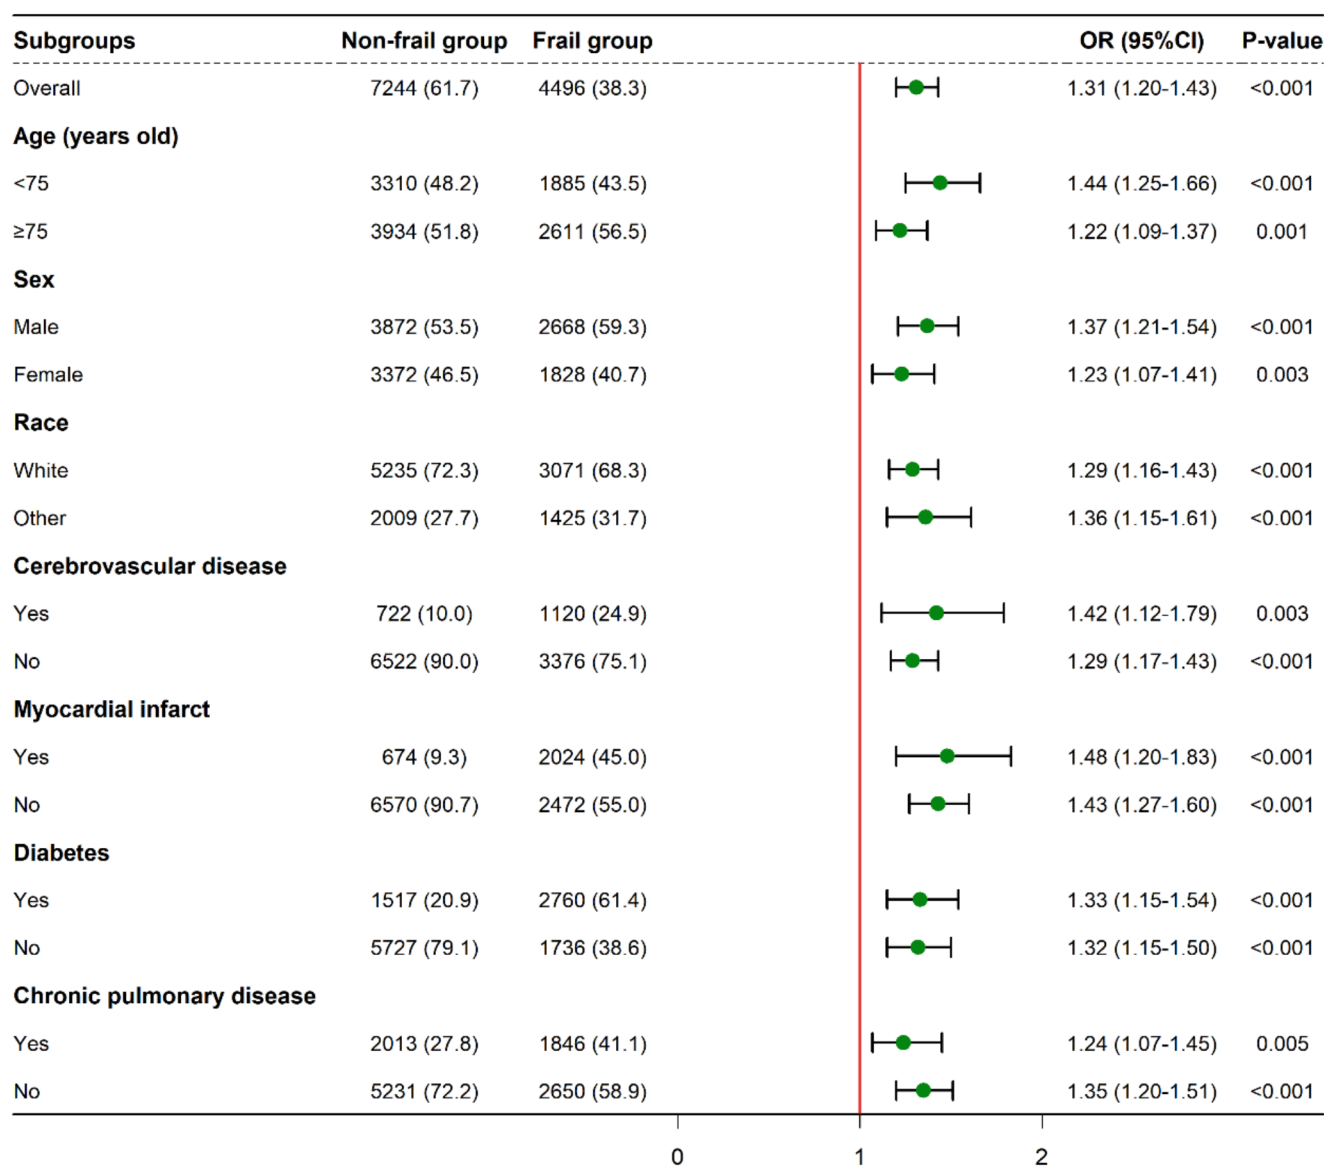 Subgroups Non-frail group Frail group OR (95%CI) P-value
Overall 7244 (61.7) 4496 (38.3) 1.31 (1.20-1.43) <0.001
Age (years old)
<75 3310 (48.2) 1885 (43.5) 1.44 (1.25-1.66) <0.001
≥75 3934 (51.8) 2611 (56.5) 1.22 (1.09-1.37) 0.001
Sex
Male 3872 (53.5) 2668 (59.3) 1.37 (1.21-1.54) <0.001
Female 3372 (46.5) 1828 (40.7) 1.23 (1.07-1.41) 0.003
Race
White 5235 (72.3) 3071 (68.3) 1.29 (1.16-1.43) <0.001
Other 2009 (27.7) 1425 (31.7) 1.36 (1.15-1.61) <0.001
Cerebrovascular disease
Yes 722 (10.0) 1120 (24.9) 1.42 (1.12-1.79) 0.003
No 6522 (90.0) 3376 (75.1) 1.29 (1.17-1.43) <0.001
Myocardial infarct
Yes 674 (9.3) 2024 (45.0) 1.48 (1.20-1.83) <0.001
No 6570 (90.7) 2472 (55.0) 1.43 (1.27-1.60) <0.001
Diabetes
Yes 1517 (20.9) 2760 (61.4) 1.33 (1.15-1.54) <0.001
No 5727 (79.1) 1736 (38.6) 1.32 (1.15-1.50) <0.001
Chronic pulmonary disease
Yes 2013 (27.8) 1846 (41.1) 1.24 (1.07-1.45) 0.005
No 5231 (72.2) 2650 (58.9) 1.35 (1.20-1.51) <0.001
0 1 2